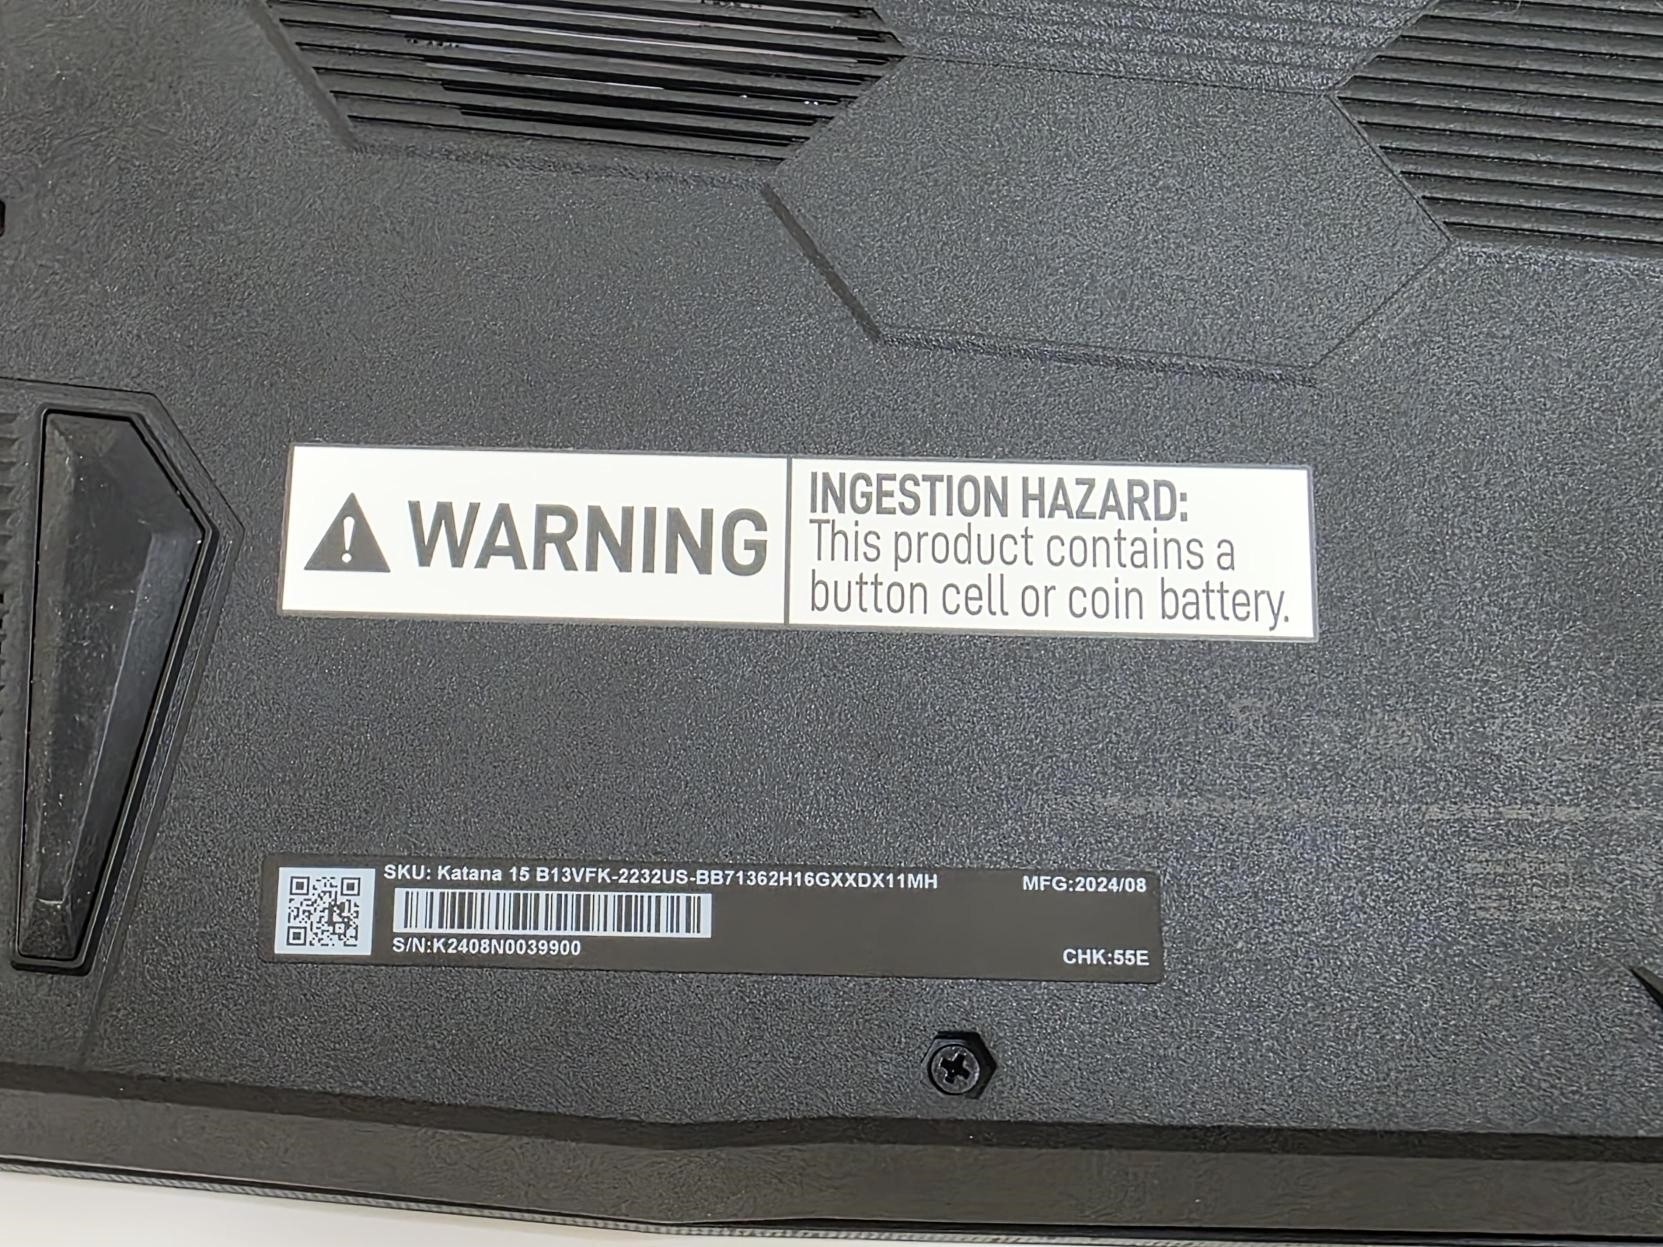 WARNING
INGESTION HAZARD:
This product contains a
button cell or coin battery.
SKU: Katana 15 B13VFK-2232US-BB71362H16GXXDX11MH
MFG:2024/08
S/N:K2408N0039900
CHK:55E